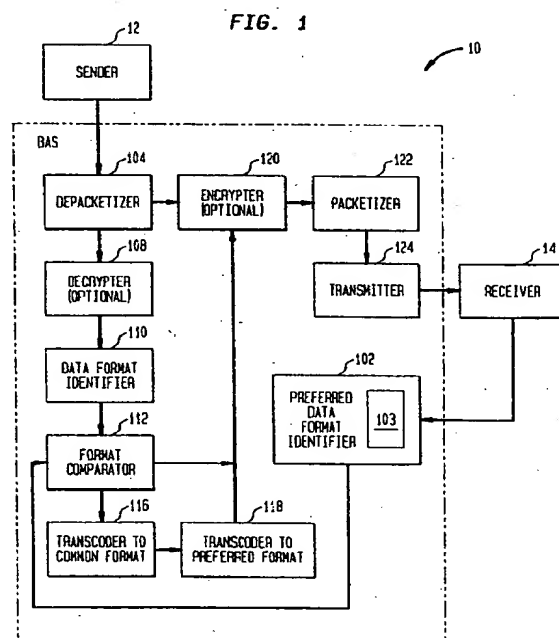 FIG. 1
12
10
SENDER
BAS
104
120
122
DEPACKETIZER
ENCRYPTER
(OPTIONAL)
PACKETIZER
108
124
14
DECRYPTER
(OPTIONAL)
TRANSMITTER
RECEIVER
110
102
DATA FORMAT
IDENTIFIER
PREFERRED
DATA
FORMAT
IDENTIFIER
103
112
FORMAT
COMPARATOR
116
118
TRANSCODER TO
COMMON FORMAT
TRANSCODER TO
PREFERRED FORMAT